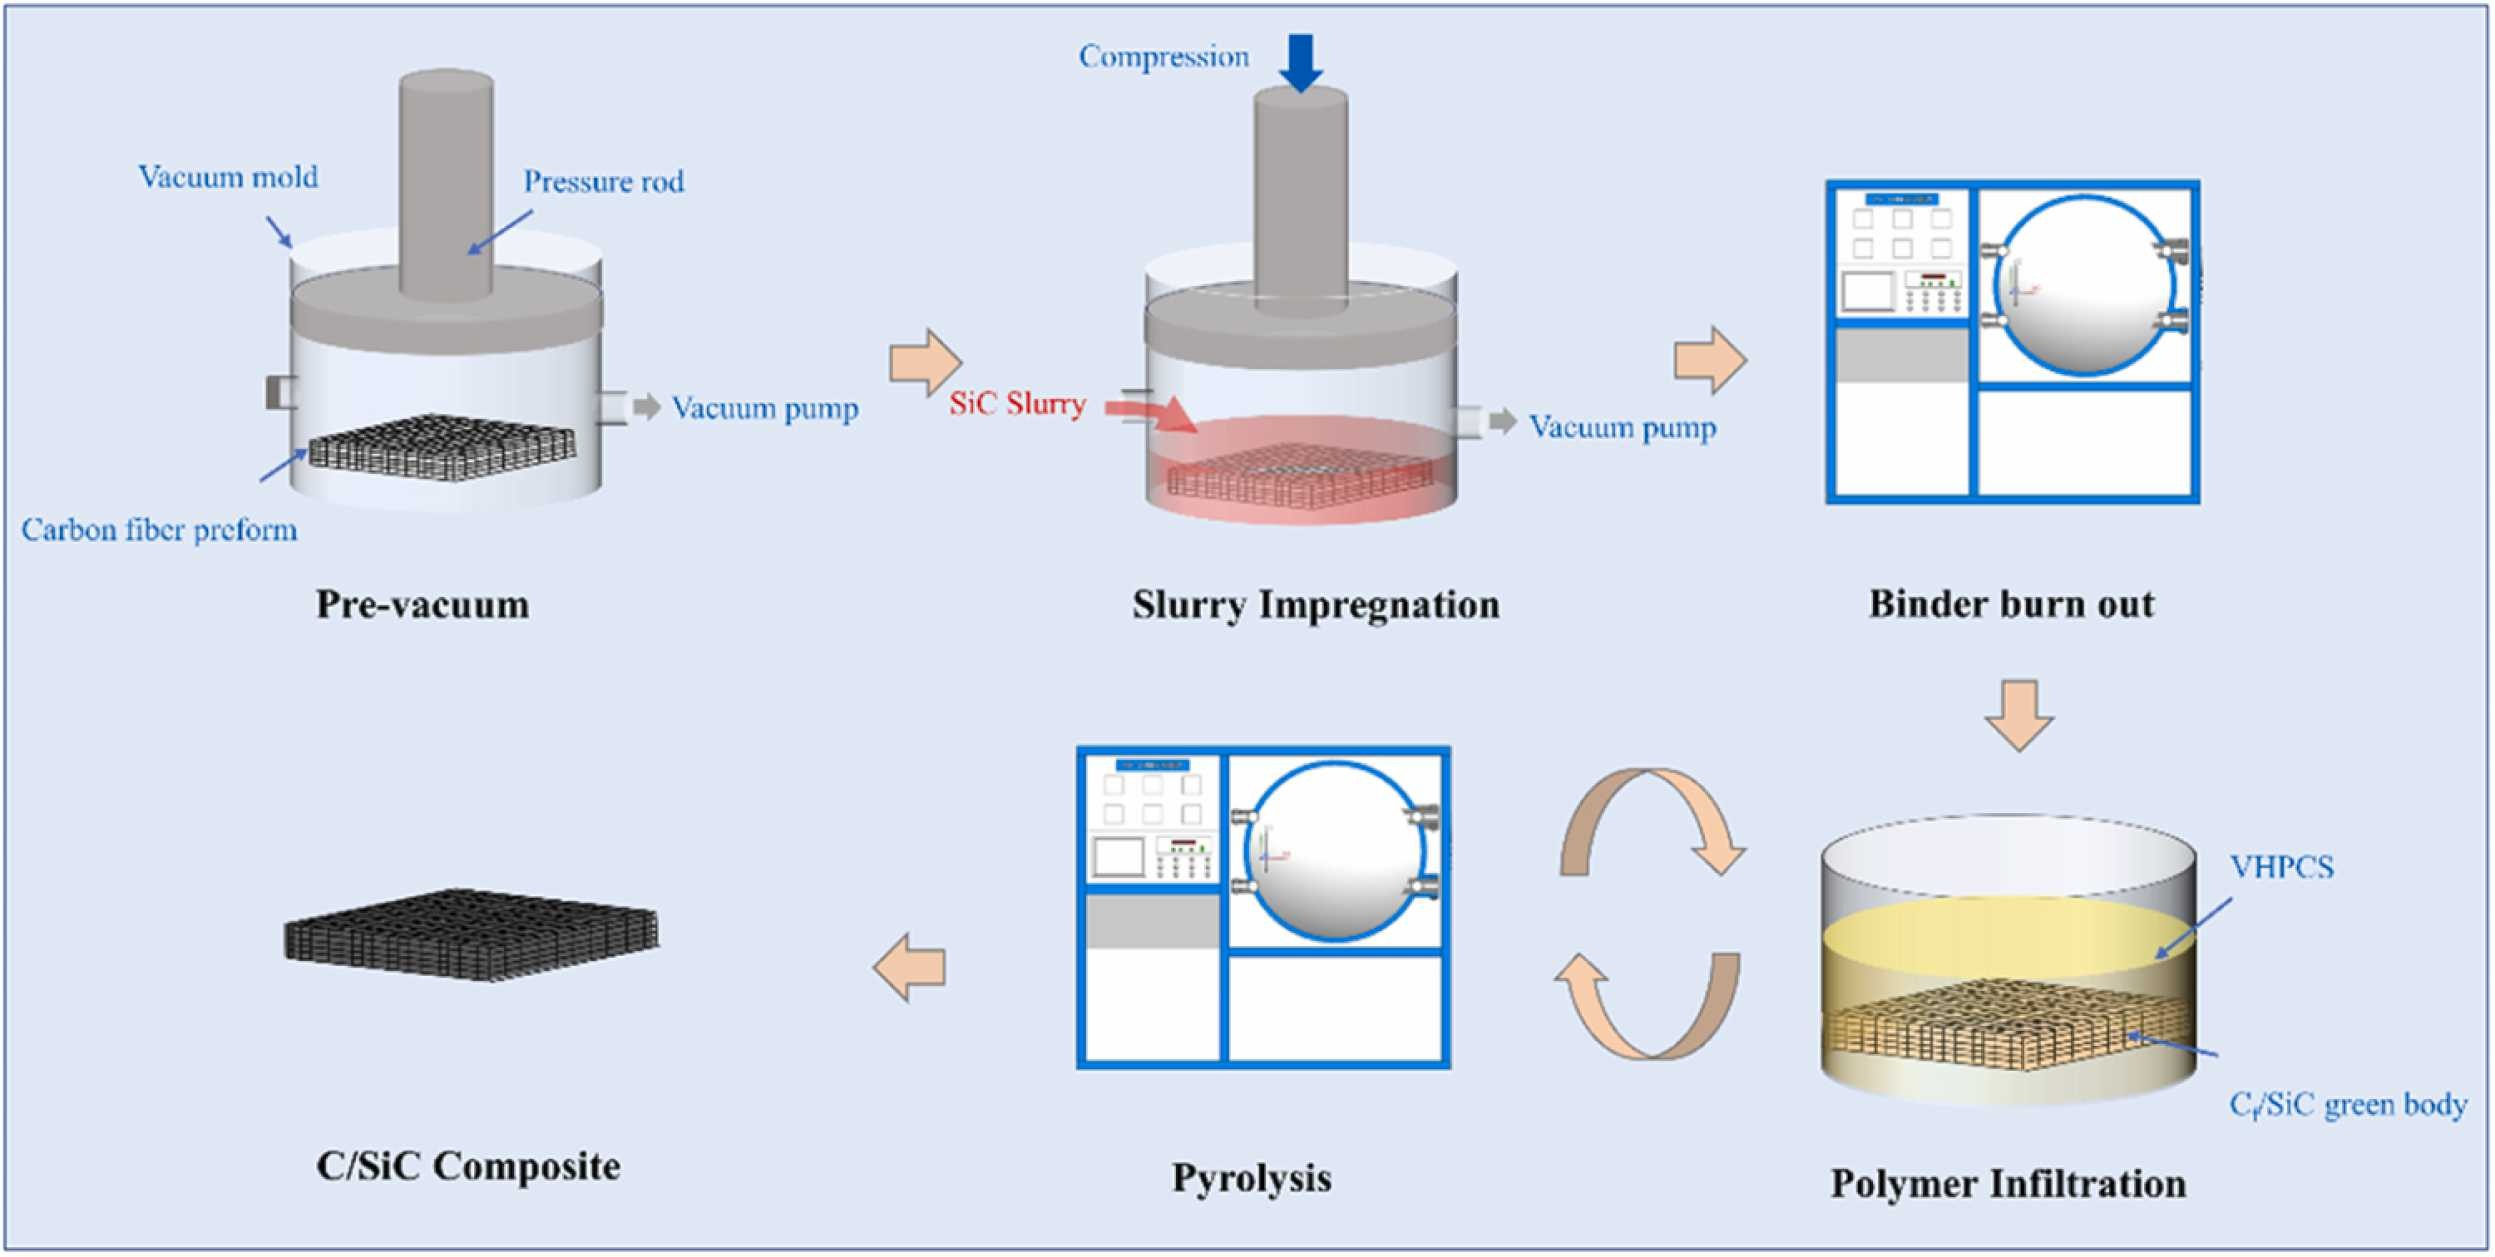 Compression
Vacuum mold
Pressure rod
Vacuum pump
SiC Slurry
Vacuum pump
Carbon fiber preform
Pre-vacuum
Slurry Impregnation
Binder burn out
VHPCS
Cf/SiC green body
C/SiC Composite
Pyrolysis
Polymer Infiltration